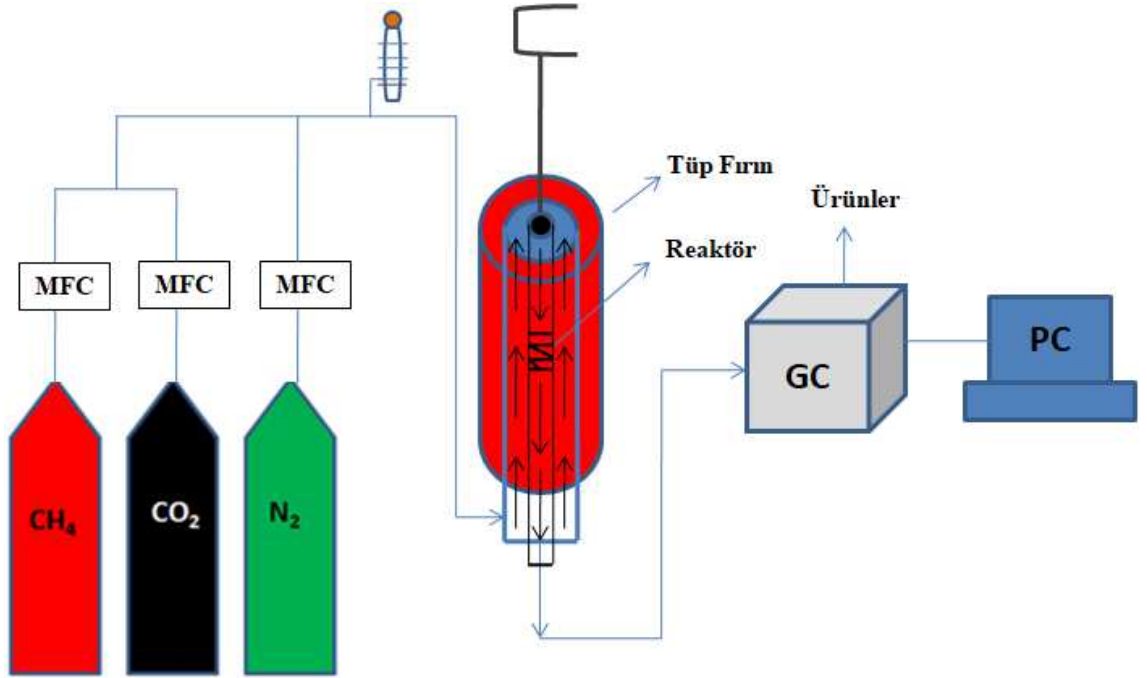 Tüp Fırın
Ürünler
Reaktör
MFC
MFC
MFC
GC
PC
CH₄
CO₂
N₂